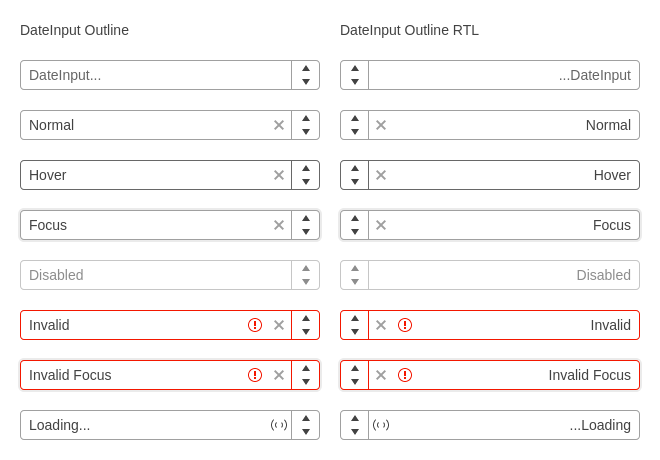 DateInput Outline
DateInput...
Normal
Hover
Focus
Disabled
Invalid
Invalid Focus
Loading...
DateInput Outline RTL
...DateInput
Normal
Hover
Focus
Disabled
Invalid
Invalid Focus
...Loading